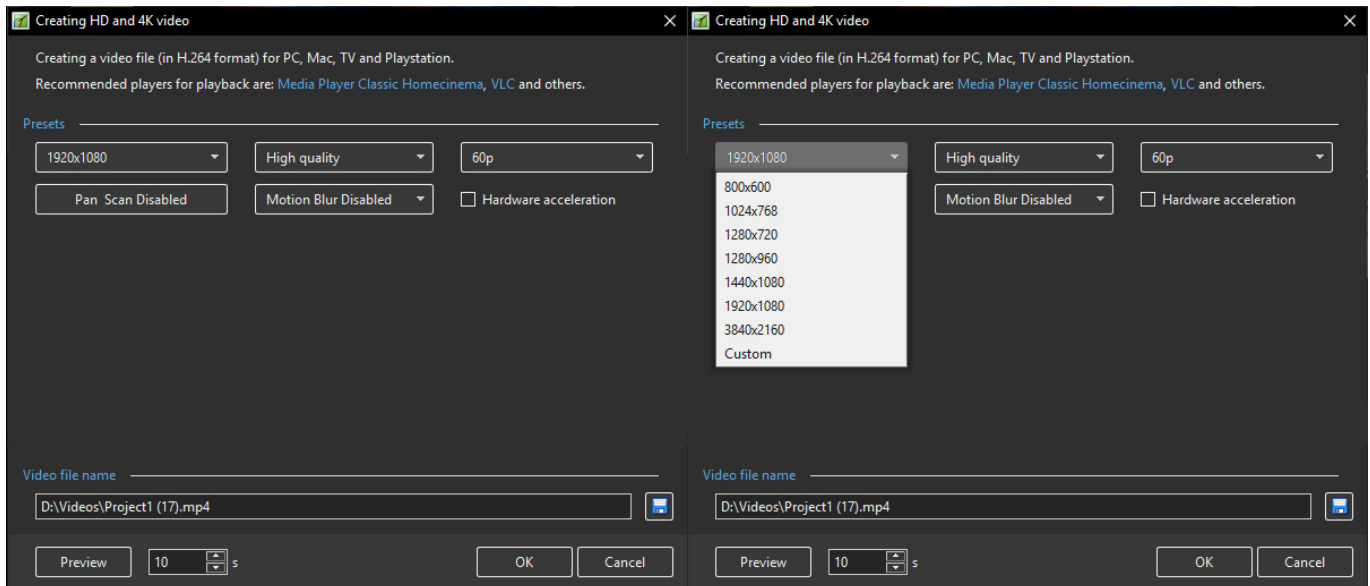 Creating HD and 4K video
Creating a video file (in H.264 format) for PC, Mac, TV and Playstation.
Recommended players for playback are: Media Player Classic Homecinema, VLC and others.
Presets
1920x1080
High quality
60p
Pan Scan Disabled
Motion Blur Disabled
Hardware acceleration
Video file name
D:\Videos\Project1 (17).mp4
Preview
10
s
OK
Cancel
Creating HD and 4K video
Creating a video file (in H.264 format) for PC, Mac, TV and Playstation.
Recommended players for playback are: Media Player Classic Homecinema, VLC and others.
Presets
1920x1080
High quality
60p
800x600
1024x768
1280x720
1280x960
1440x1080
1920x1080
3840x2160
Custom
Motion Blur Disabled
Hardware acceleration
Video file name
D:\Videos\Project1 (17).mp4
Preview
10
s
OK
Cancel